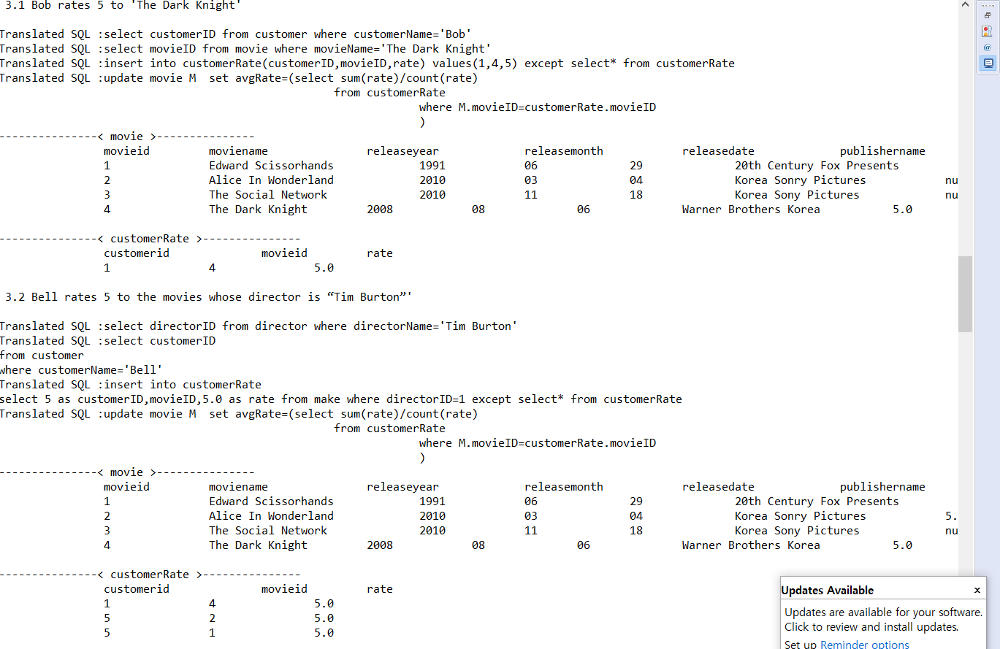 3.1 Bob rates 5 to 'The Dark Knight'
Translated SQL :select customerID from customer where customerName='Bob'
Translated SQL :select movieID from movie where movieName='The Dark Knight'
Translated SQL :insert into customerRate(customerID,movieID,rate) values(1,4,5) except select* from customerRate
Translated SQL :update movie M  set avgRate=(select sum(rate)/count(rate)
from customerRate
where M.movieID=customerRate.movieID
)
---------------< movie >---------------
movieid moviename releaseyear releasemonth releasedate publishername
1 Edward Scissorhands 1991 06 29 20th Century Fox Presents
2 Alice In Wonderland 2010 03 04 Korea Sonry Pictures nu
3 The Social Network 2010 11 18 Korea Sony Pictures nu
4 The Dark Knight 2008 08 06 Warner Brothers Korea 5.0
---------------< customerRate >---------------
customerid movieid rate
1 4 5.0
3.2 Bell rates 5 to the movies whose director is “Tim Burton”'
Translated SQL :select directorID from director where directorName='Tim Burton'
Translated SQL :select customerID
from customer
where customerName='Bell'
Translated SQL :insert into customerRate
select 5 as customerID,movieID,5.0 as rate from make where directorID=1 except select* from customerRate
Translated SQL :update movie M  set avgRate=(select sum(rate)/count(rate)
from customerRate
where M.movieID=customerRate.movieID
)
---------------< movie >---------------
movieid moviename releaseyear releasemonth releasedate publishername
1 Edward Scissorhands 1991 06 29 20th Century Fox Presents
2 Alice In Wonderland 2010 03 04 Korea Sonry Pictures 5.
3 The Social Network 2010 11 18 Korea Sony Pictures nu
4 The Dark Knight 2008 08 06 Warner Brothers Korea 5.0
---------------< customerRate >---------------
customerid movieid rate
1 4 5.0
5 2 5.0
5 1 5.0
Updates Available x
Updates are available for your software.
Click to review and install updates.
Set up Reminder options